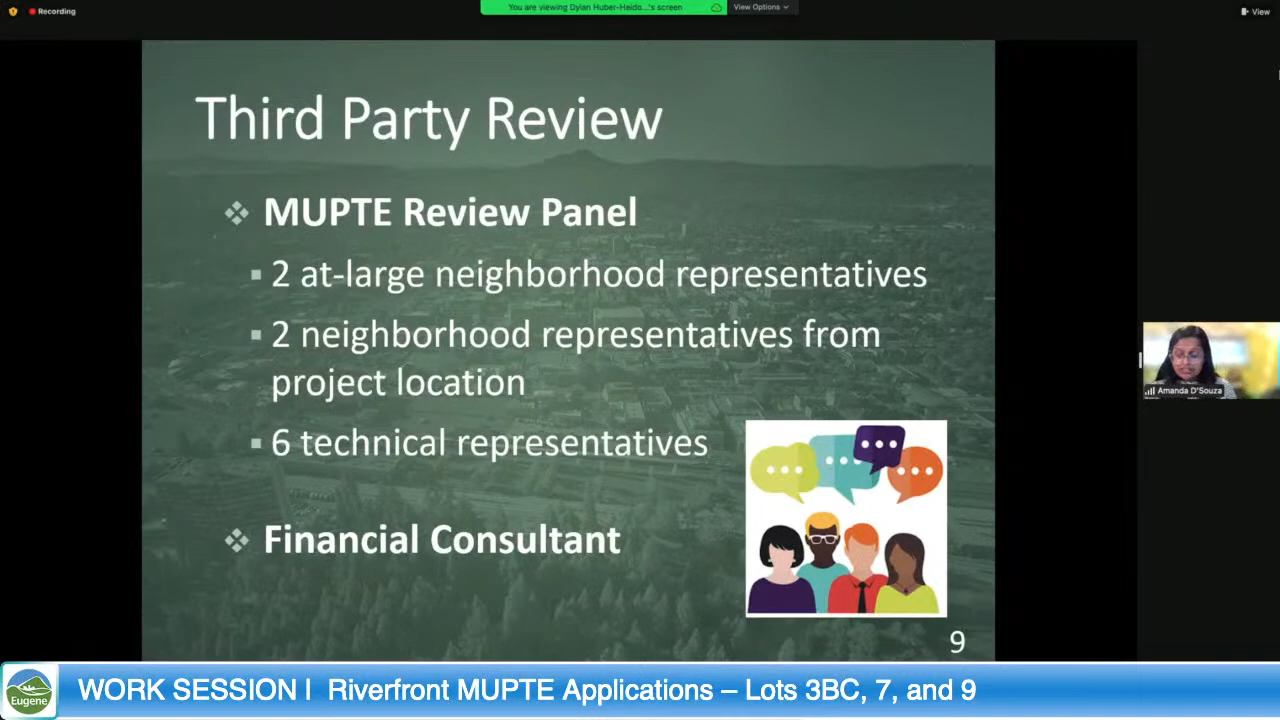 Recording
You are viewing Dylan Huber-Heido...'s screen
View Options
View
Third Party Review
MUPTE Review Panel
2 at-large neighborhood representatives
2 neighborhood representatives from
project location
6 technical representatives
Financial Consultant
9
Amanda D'Souza
Eugene
WORK SESSION I Riverfront MUPTE Applications – Lots 3BC, 7, and 9